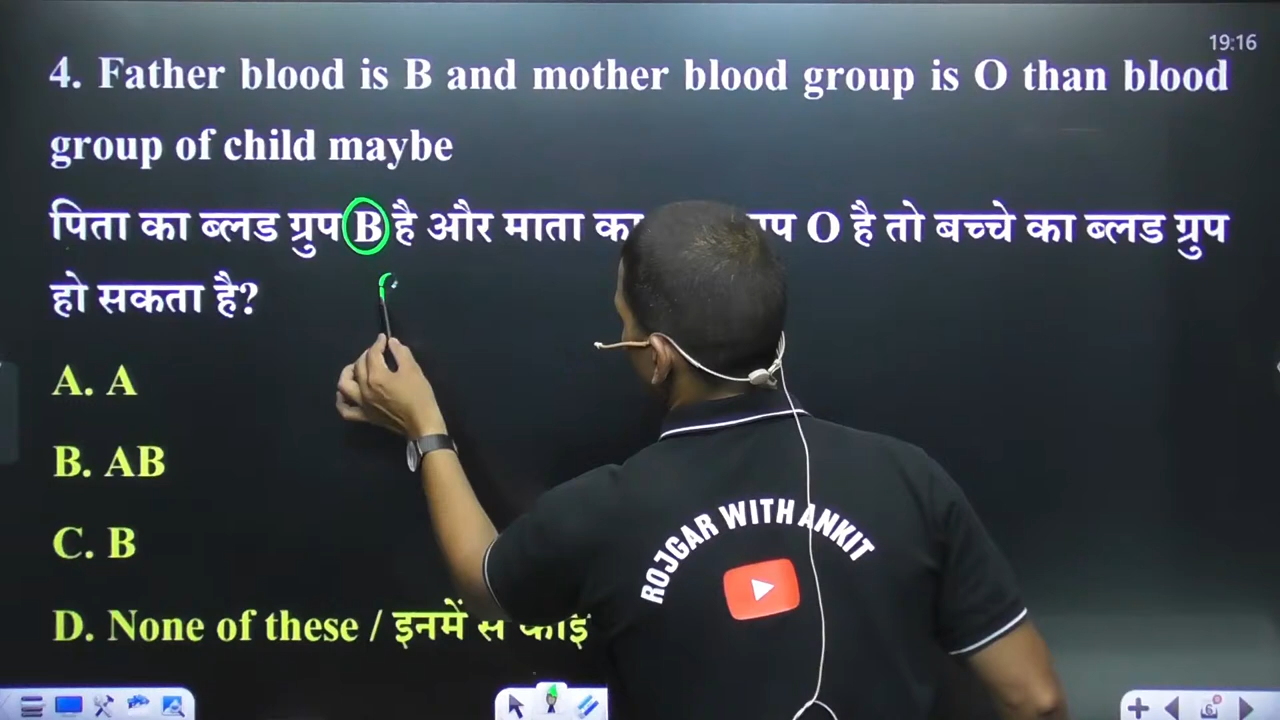 19:16
4. Father blood is B and mother blood group is O than blood
group of child maybe
पिता का ब्लड ग्रुप B है और माता का O है तो बच्चे का ब्लड ग्रुप
हो सकता है?
A. A
B. AB
C. B
D. None of these / इनमें से कोई
ROJGAR WITH ANKIT